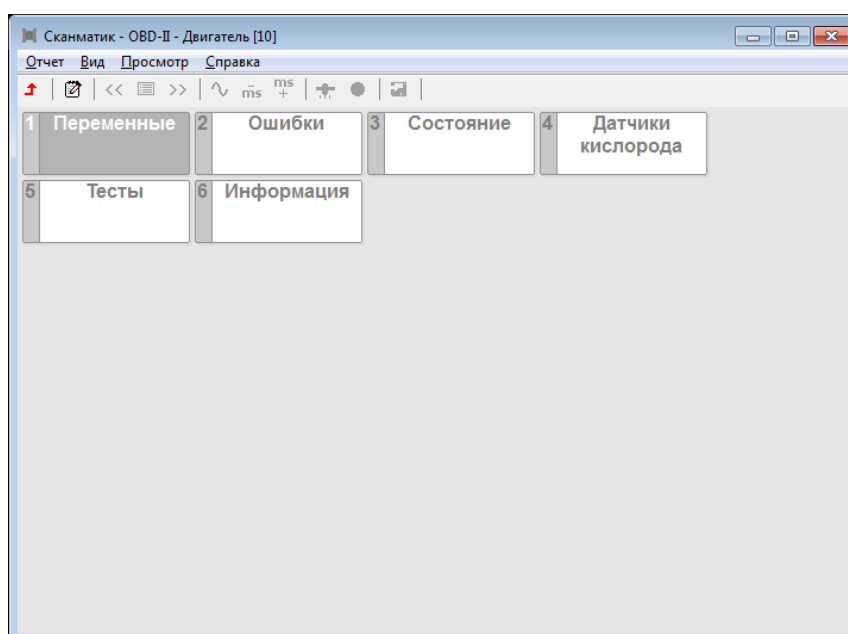 Сканматик - OBD-II - Двигатель [10]
Отчет Вид Просмотр Справка
<< >> ms ms
1 Переменные 2 Ошибки 3 Состояние 4 Датчики кислорода
5 Тесты 6 Информация